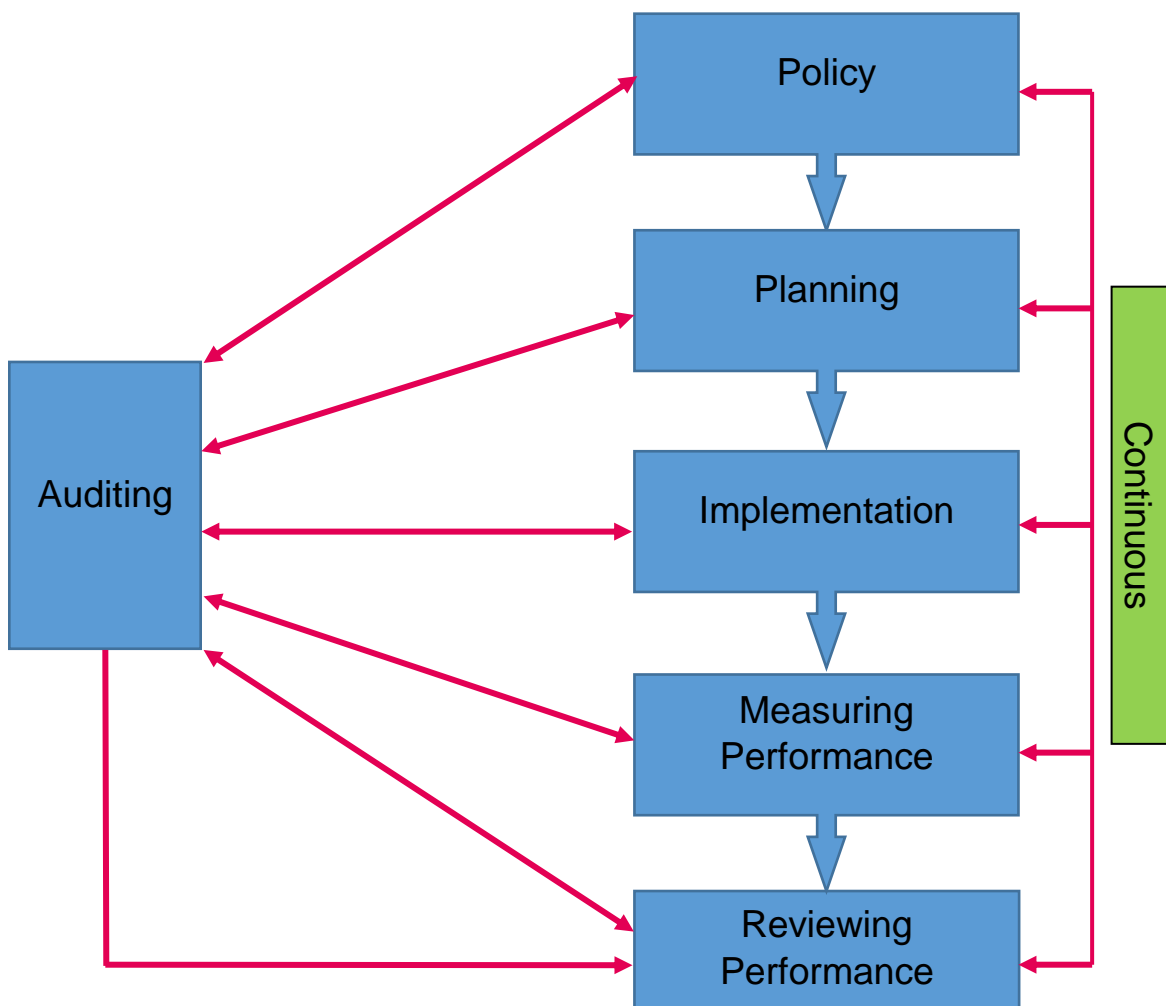 Policy
Planning
Auditing
Implementation
Continuous
Measuring
Performance
Reviewing
Performance